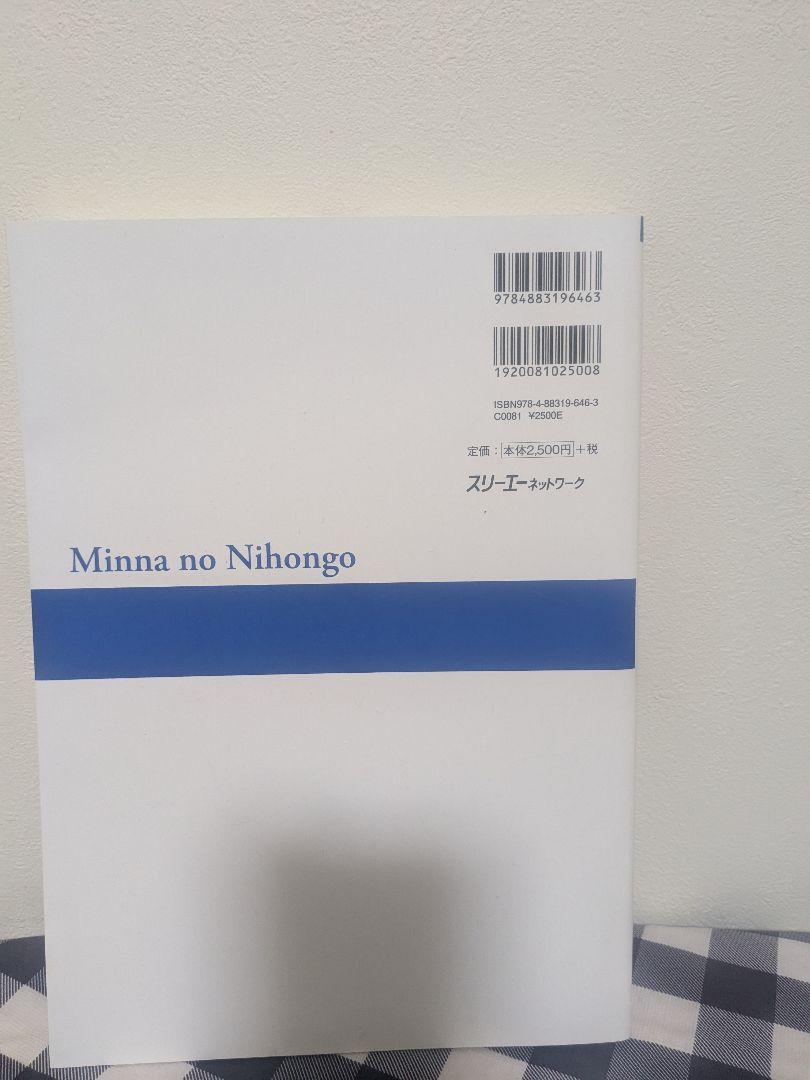 9784883196463
1920081025008
ISBN978-4-88319-646-3
C0081 ¥2500E
定価：本体2,500円+税
スリーエーネットワーク
Minna no Nihongo